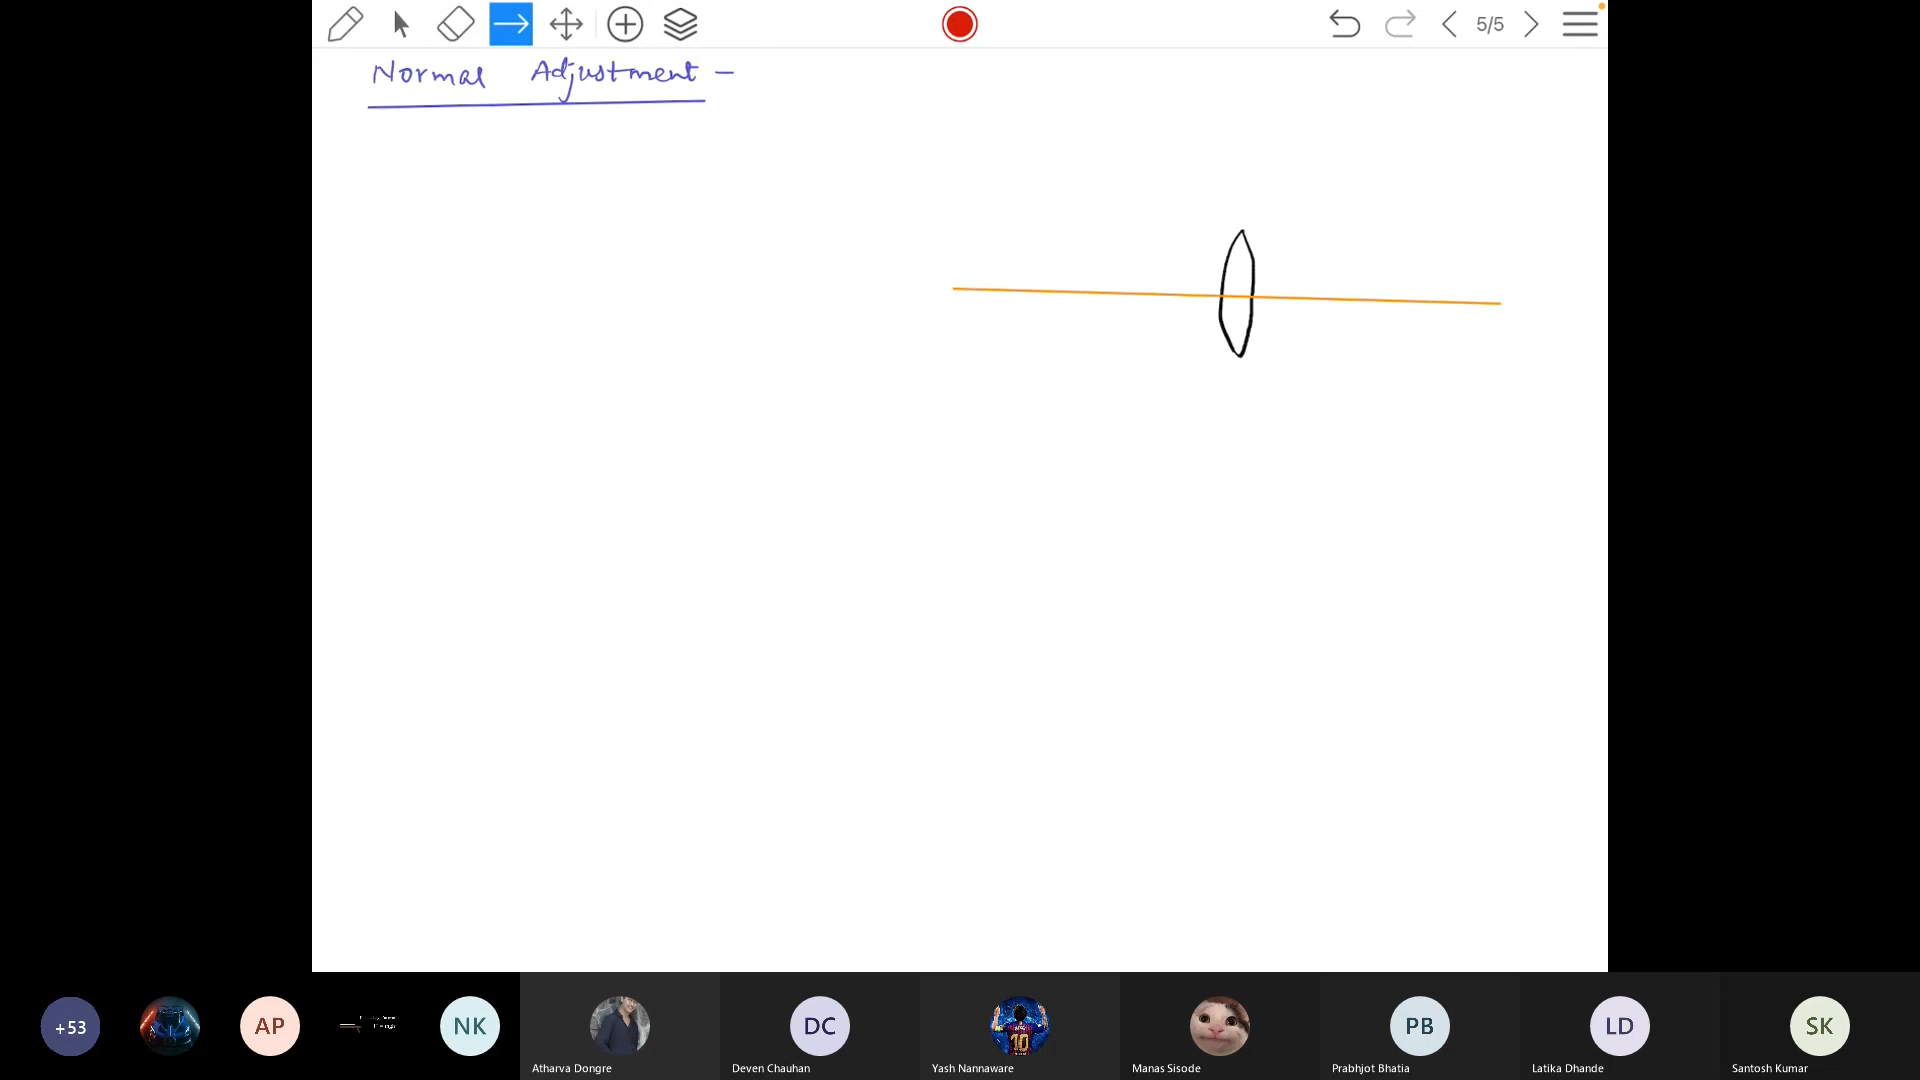 5/5
Normal Adjustment -
+53
AP
NK
DC
PB
LD
SK
Atharva Dongre
Deven Chauhan
Yash Nannaware
Manas Sisode
Prabhjot Bhatia
Latika Dhande
Santosh Kumar
10